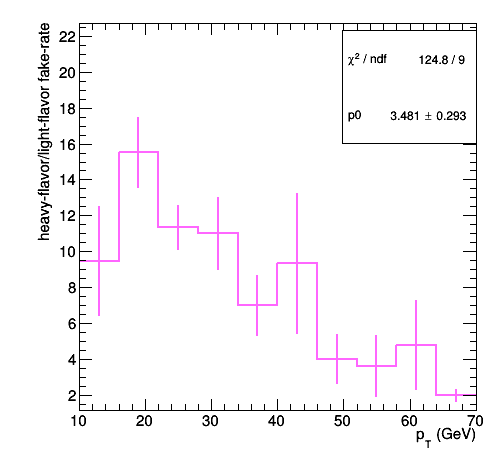 heavy-flavor/light-flavor fake-rate
22
20
18
16
14
12
10
8
6
4
2
χ² / ndf 124.8 / 9
p0 3.481 ± 0.293
10 20 30 40 50 60 70
p_T (GeV)